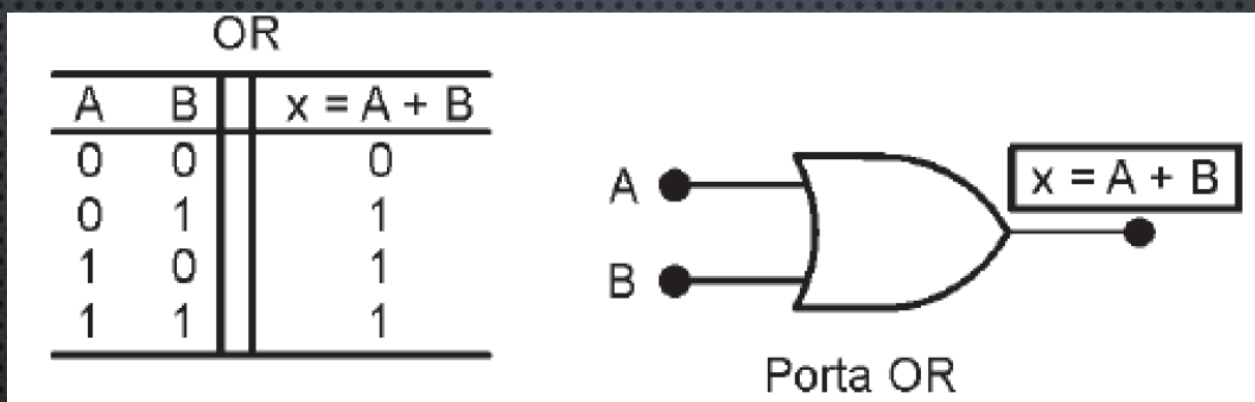 OR
A B x = A + B
0 0 0
0 1 1
1 0 1
1 1 1
A
B
x = A + B
Porta OR